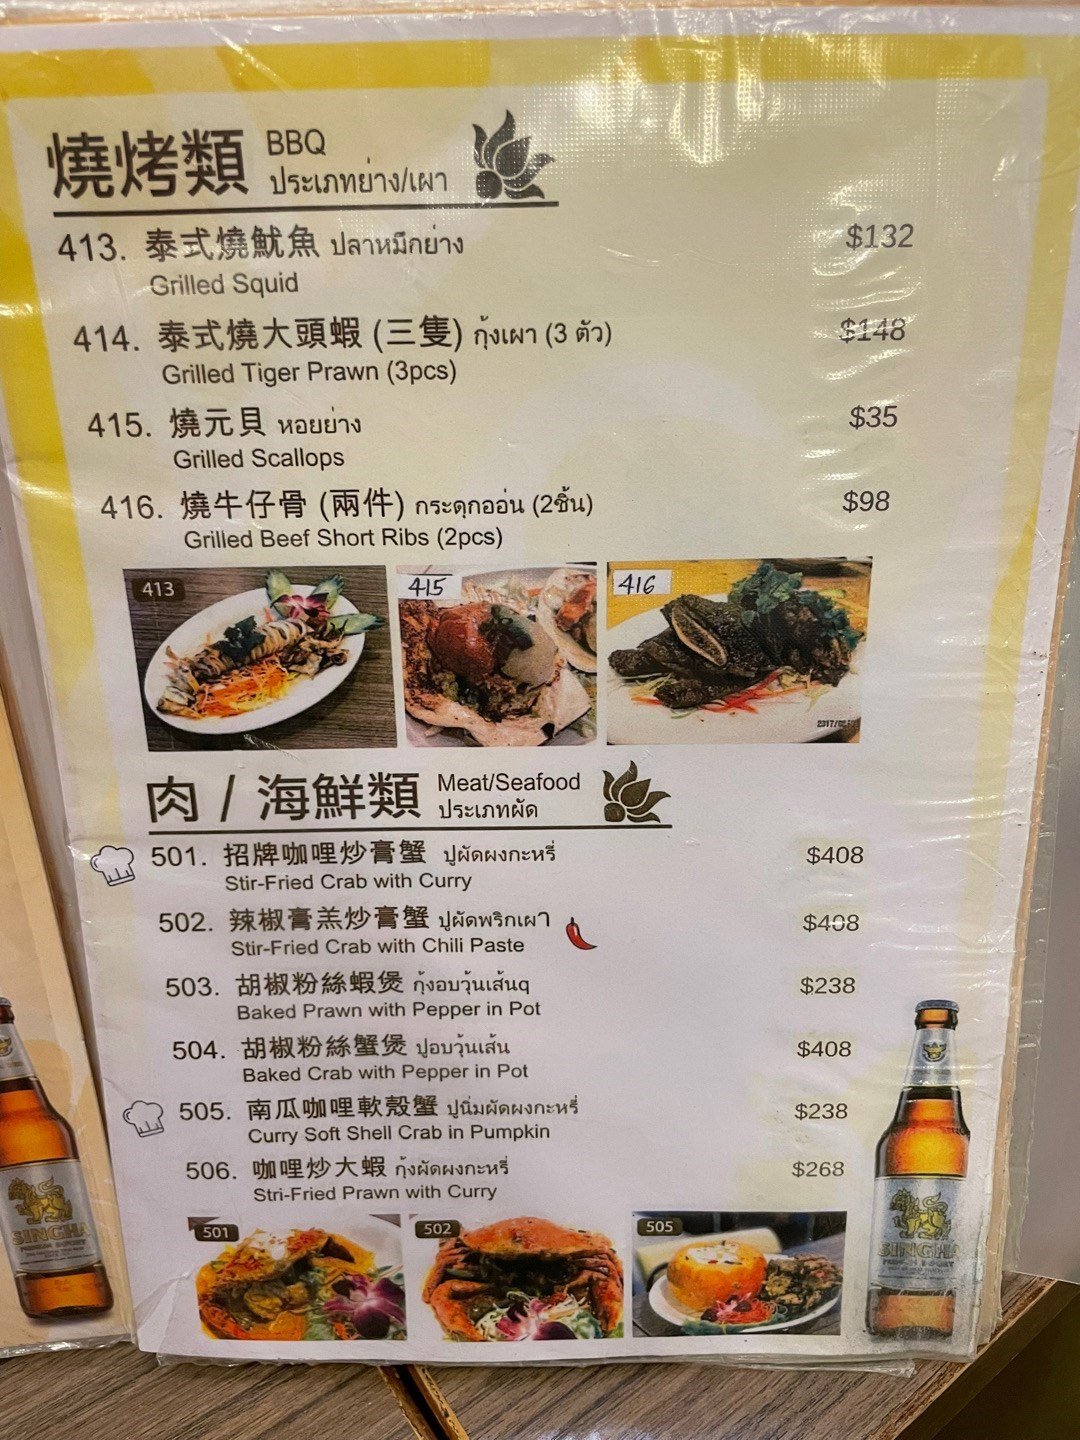 燒烤類 BBQ
ประเภทย่าง/เผา
413. 泰式燒魷魚 ปลาหมึกย่าง $132
Grilled Squid
414. 泰式燒大頭蝦 (三隻) กุ้งเผา (3 ตัว) $148
Grilled Tiger Prawn (3pcs)
415. 燒元貝 หอยย่าง $35
Grilled Scallops
416. 燒牛仔骨 (兩件) กระดุกออ่น (2ชิ้น) $98
Grilled Beef Short Ribs (2pcs)
413
415
416
肉 / 海鮮類 Meat/Seafood
ประเภทผัด
501. 招牌咖哩炒膏蟹 ปูผัดผงกะหรี่ $408
Stir-Fried Crab with Curry
502. 辣椒膏羔炒膏蟹 ปูผัดพริกเผา $408
Stir-Fried Crab with Chili Paste
503. 胡椒粉絲蝦煲 กุ้งอบวุ้นเส้นq $238
Baked Prawn with Pepper in Pot
504. 胡椒粉絲蟹煲 ปูอบวุ้นเส้น $408
Baked Crab with Pepper in Pot
505. 南瓜咖哩軟殼蟹 ปูนิ่มผัดผงกะหรี่ $238
Curry Soft Shell Crab in Pumpkin
506. 咖哩炒大蝦 กุ้งผัดผงกะหรี่ $268
Stri-Fried Prawn with Curry
501
502
505
SINGHA
SINGHA